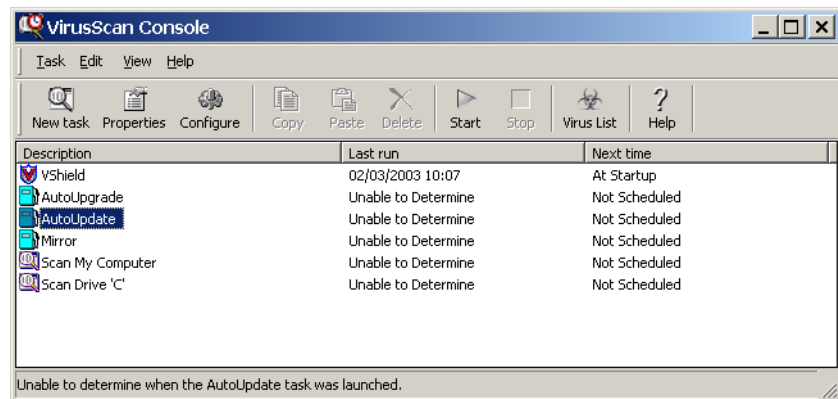 VirusScan Console
Task Edit View Help
New task Properties Configure Copy Paste Delete Start Stop Virus List Help
Description Last run Next time
VShield 02/03/2003 10:07 At Startup
AutoUpgrade Unable to Determine Not Scheduled
AutoUpdate Unable to Determine Not Scheduled
Mirror Unable to Determine Not Scheduled
Scan My Computer Unable to Determine Not Scheduled
Scan Drive 'C' Unable to Determine Not Scheduled
Unable to determine when the AutoUpdate task was launched.